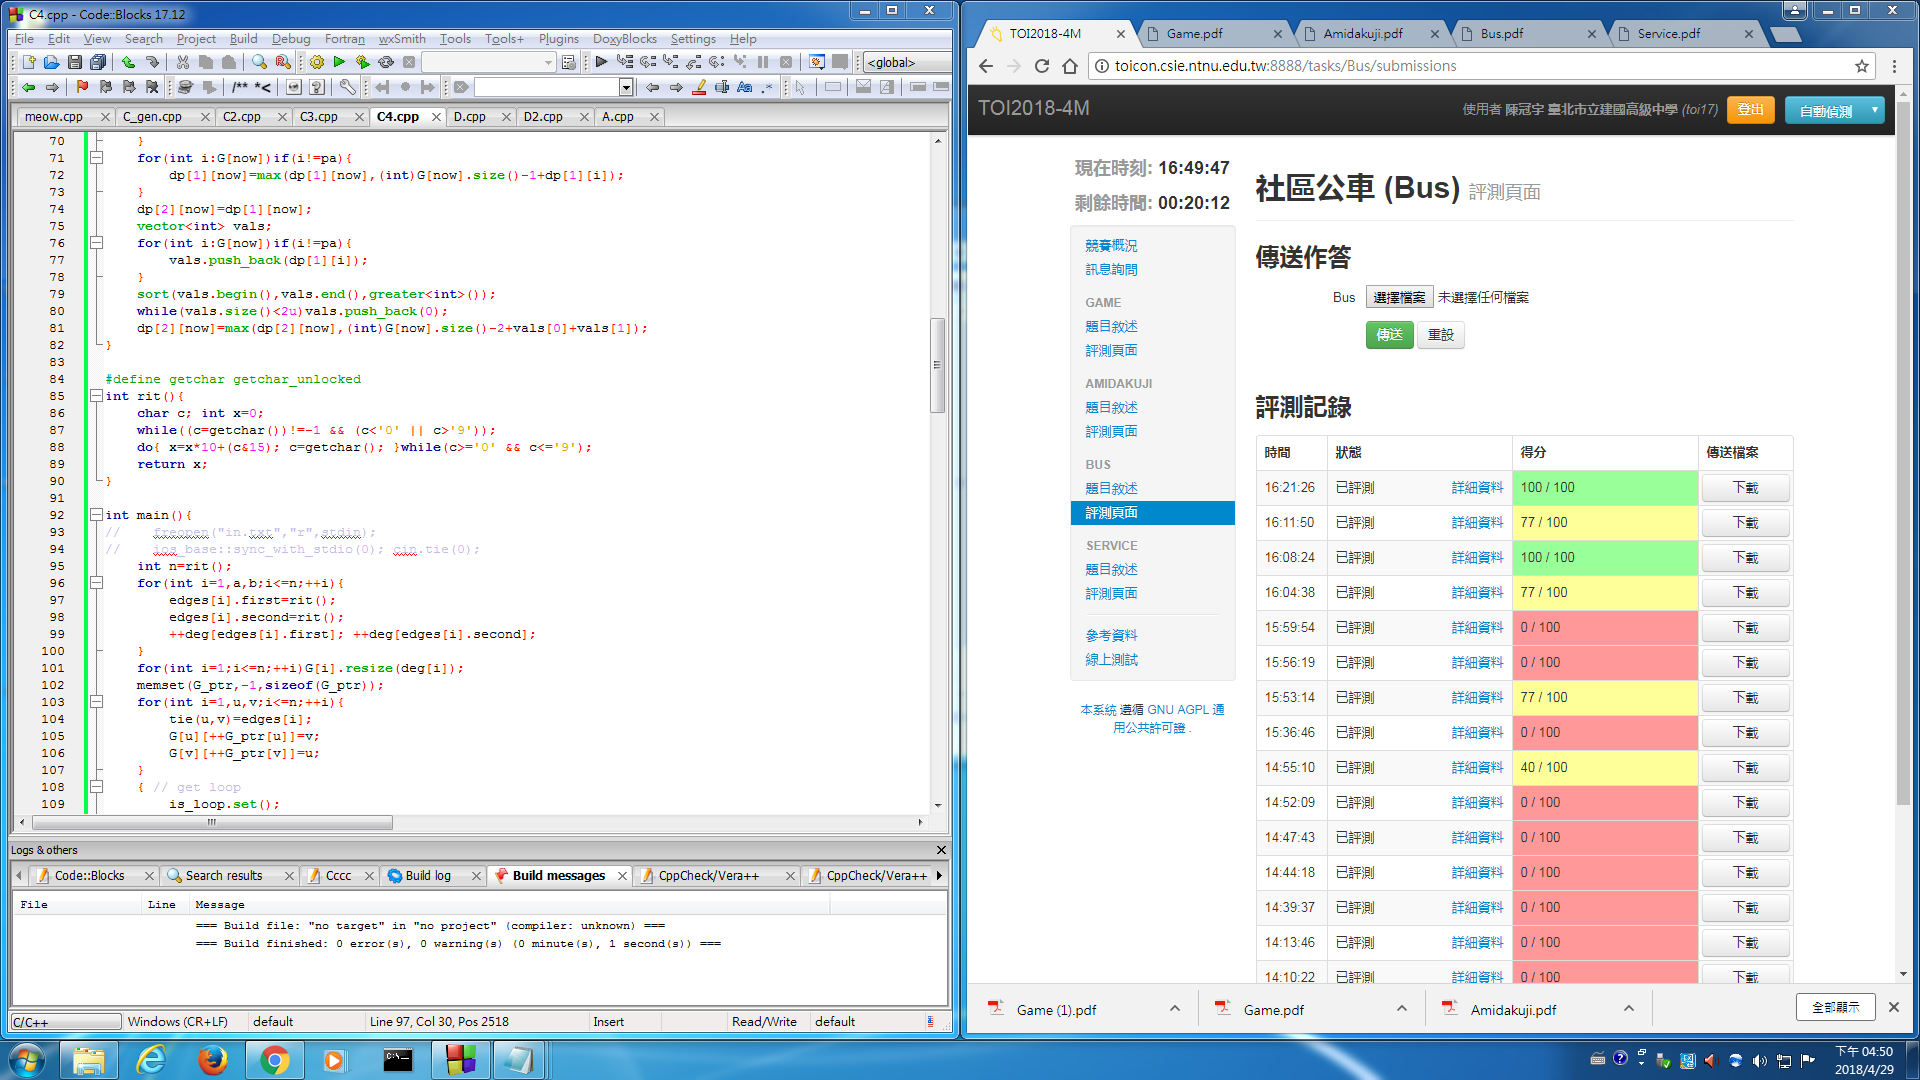 C4.cpp - Code::Blocks 17.12
File Edit View Search Project Build Debug Fortran wxSmith Tools Tools+ Plugins DoxyBlocks Settings Help
<global>
/** *<
meow.cpp C_gen.cpp C2.cpp C3.cpp C4.cpp D.cpp D2.cpp A.cpp
70 }
71 for(int i:G[now])if(i!=pa){
72 dp[1][now]=max(dp[1][now],(int)G[now].size()-1+dp[1][i]);
73 }
74 dp[2][now]=dp[1][now];
75 vector<int> vals;
76 for(int i:G[now])if(i!=pa){
77 vals.push_back(dp[1][i]);
78 }
79 sort(vals.begin(),vals.end(),greater<int>());
80 while(vals.size()<2u)vals.push_back(0);
81 dp[2][now]=max(dp[2][now],(int)G[now].size()-2+vals[0]+vals[1]);
82 }
83
84 #define getchar getchar_unlocked
85 int rit(){
86 char c; int x=0;
87 while((c=getchar())!=-1 && (c<'0' || c>'9'));
88 do{ x=x*10+(c&15); c=getchar(); }while(c>='0' && c<='9');
89 return x;
90 }
91
92 int main(){
93 // freopen("in.txt","r",stdin);
94 // ios_base::sync_with_stdio(0); cin.tie(0);
95 int n=rit();
96 for(int i=1,a,b;i<=n;++i){
97 edges[i].first=rit();
98 edges[i].second=rit();
99 ++deg[edges[i].first]; ++deg[edges[i].second];
100 }
101 for(int i=1;i<=n;++i)G[i].resize(deg[i]);
102 memset(G_ptr,-1,sizeof(G_ptr));
103 for(int i=1,u,v;i<=n;++i){
104 tie(u,v)=edges[i];
105 G[u][++G_ptr[u]]=v;
106 G[v][++G_ptr[v]]=u;
107 }
108 { // get loop
109 is_loop.set();
Logs & others
Code::Blocks Search results Cccc Build log Build messages CppCheck/Vera++ CppCheck/Vera++
File Line Message
=== Build file: "no target" in "no project" (compiler: unknown) ===
=== Build finished: 0 error(s), 0 warning(s) (0 minute(s), 1 second(s)) ===
C/C++ Windows (CR+LF) default Line 97, Col 30, Pos 2518 Insert Read/Write default
TOI2018-4M Game.pdf Amidakuji.pdf Bus.pdf Service.pdf
toicon.csie.ntnu.edu.tw:8888/tasks/Bus/submissions
TOI2018-4M 使用者 陳冠宇 臺北市立建國高級中學 (toi17) 登出 自動偵測
現在時刻: 16:49:47
剩餘時間: 00:20:12
競賽概況
訊息詢問
GAME
題目敘述
評測頁面
AMIDAKUJI
題目敘述
評測頁面
BUS
題目敘述
評測頁面
SERVICE
題目敘述
評測頁面
參考資料
線上測試
本系統 遵循 GNU AGPL 通
用公共許可證 .
社區公車 (Bus) 評測頁面
傳送作答
Bus 選擇檔案 未選擇任何檔案
傳送 重設
評測記錄
時間 狀態 得分 傳送檔案
16:21:26 已評測 詳細資料 100 / 100 下載
16:11:50 已評測 詳細資料 77 / 100 下載
16:08:24 已評測 詳細資料 100 / 100 下載
16:04:38 已評測 詳細資料 77 / 100 下載
15:59:54 已評測 詳細資料 0 / 100 下載
15:56:19 已評測 詳細資料 0 / 100 下載
15:53:14 已評測 詳細資料 77 / 100 下載
15:36:46 已評測 詳細資料 0 / 100 下載
14:55:10 已評測 詳細資料 40 / 100 下載
14:52:09 已評測 詳細資料 0 / 100 下載
14:47:43 已評測 詳細資料 0 / 100 下載
14:44:18 已評測 詳細資料 0 / 100 下載
14:39:37 已評測 詳細資料 0 / 100 下載
14:13:46 已評測 詳細資料 0 / 100 下載
14:10:22 已評測 詳細資料 0 / 100 下載
Game (1).pdf Game.pdf Amidakuji.pdf 全部顯示
下午 04:50
2018/4/29